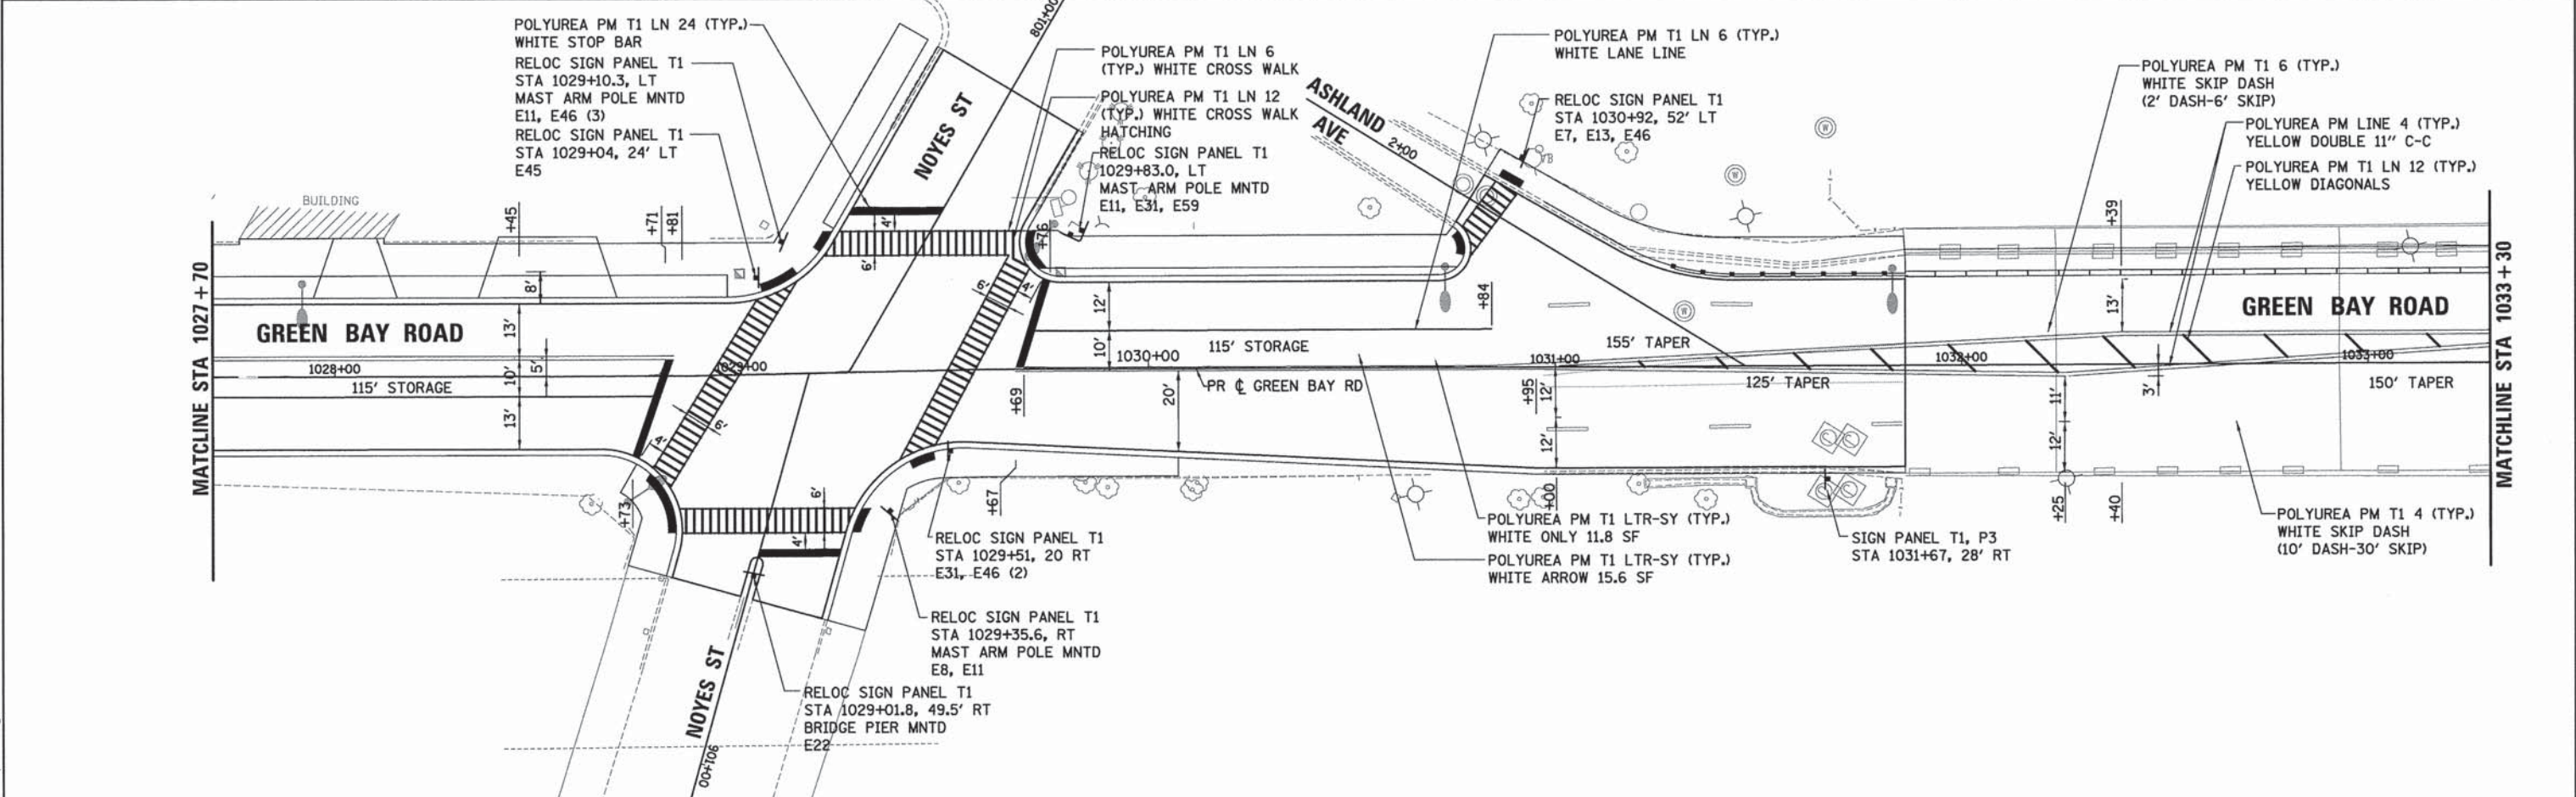 POLYUREA PM T1 LN 24 (TYP.)
WHITE STOP BAR
RELOC SIGN PANEL T1
STA 1029+10.3, LT
MAST ARM POLE MNTD
E11, E46 (3)
RELOC SIGN PANEL T1
STA 1029+04, 24' LT
E45
801+00
POLYUREA PM T1 LN 6
(TYP.) WHITE CROSS WALK
POLYUREA PM T1 LN 12
(TYP.) WHITE CROSS WALK
HATCHING
RELOC SIGN PANEL T1
1029+83.0, LT
MAST ARM POLE MNTD
E11, E31, E59
NOYES ST
ASHLAND
AVE
2+00
POLYUREA PM T1 LN 6 (TYP.)
WHITE LANE LINE
RELOC SIGN PANEL T1
STA 1030+92, 52' LT
E7, E13, E46
POLYUREA PM T1 6 (TYP.)
WHITE SKIP DASH
(2' DASH-6' SKIP)
POLYUREA PM LINE 4 (TYP.)
YELLOW DOUBLE 11" C-C
POLYUREA PM T1 LN 12 (TYP.)
YELLOW DIAGONALS
BUILDING
+45
+71
+81
+76
+39
W
W
W
4'
6'
8'
6'
4'
MATCLINE STA 1027+70
GREEN BAY ROAD
13'
5'
10'
13'
1028+00
115' STORAGE
1029+00
12'
10'
1030+00
115' STORAGE
+84
155' TAPER
1031+00
125' TAPER
13'
GREEN BAY ROAD
1032+00
1033+00
150' TAPER
MATCHLINE STA 1033+30
6'
4'
+69
20'
PR ℄ GREEN BAY RD
+95
12'
12'
+00
11'
12'
3'
+25
+40
+73
6'
4'
+67
RELOC SIGN PANEL T1
STA 1029+51, 20 RT
E31, E46 (2)
POLYUREA PM T1 LTR-SY (TYP.)
WHITE ONLY 11.8 SF
POLYUREA PM T1 LTR-SY (TYP.)
WHITE ARROW 15.6 SF
SIGN PANEL T1, P3
STA 1031+67, 28' RT
POLYUREA PM T1 4 (TYP.)
WHITE SKIP DASH
(10' DASH-30' SKIP)
RELOC SIGN PANEL T1
STA 1029+35.6, RT
MAST ARM POLE MNTD
E8, E11
NOYES ST
RELOC SIGN PANEL T1
STA 1029+01.8, 49.5' RT
BRIDGE PIER MNTD
E22
901+00